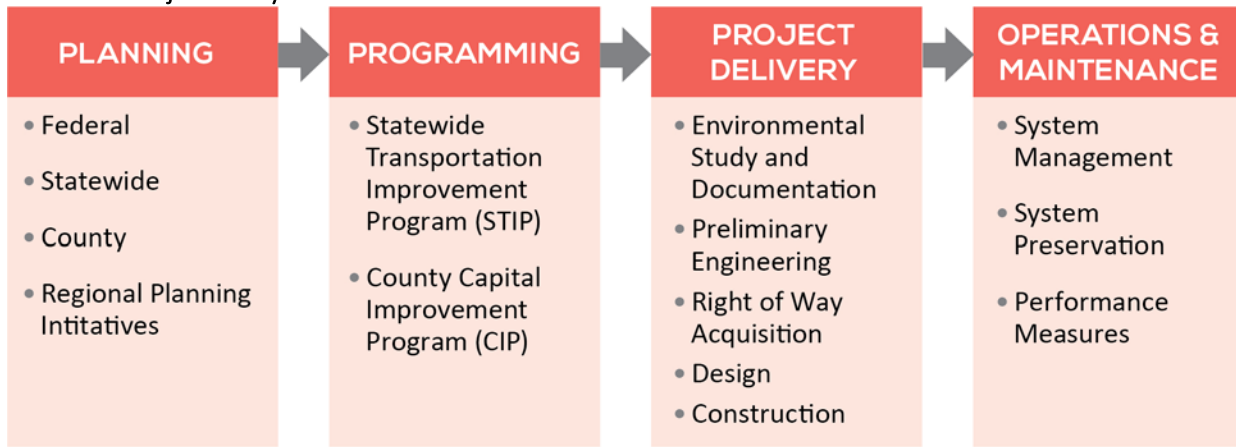 PLANNING
• Federal
• Statewide
• County
• Regional Planning
Intitatives
PROGRAMMING
• Statewide
Transportation
Improvement
Program (STIP)
• County Capital
Improvement
Program (CIP)
PROJECT
DELIVERY
• Environmental
Study and
Documentation
• Preliminary
Engineering
• Right of Way
Acquisition
• Design
• Construction
OPERATIONS &
MAINTENANCE
• System
Management
• System
Preservation
• Performance
Measures